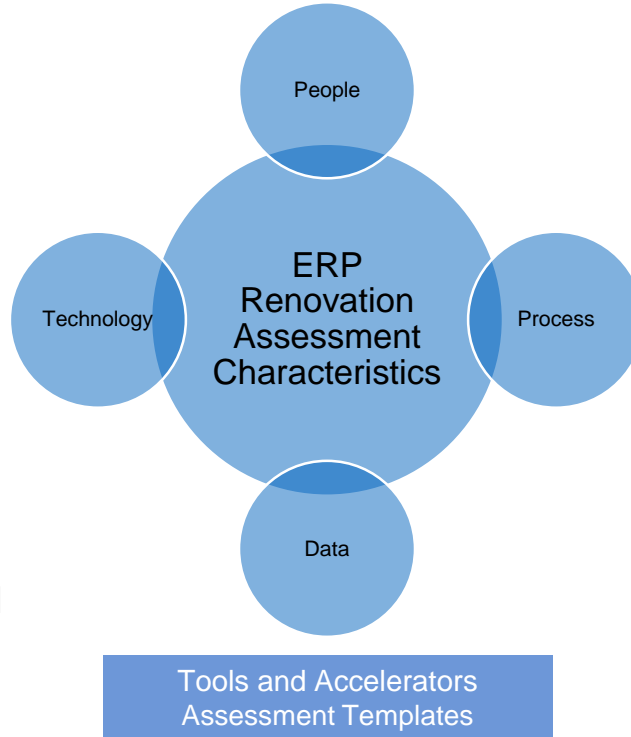 People
ERP
Renovation
Assessment
Characteristics
Technology
Process
Data
Tools and Accelerators
Assessment Templates